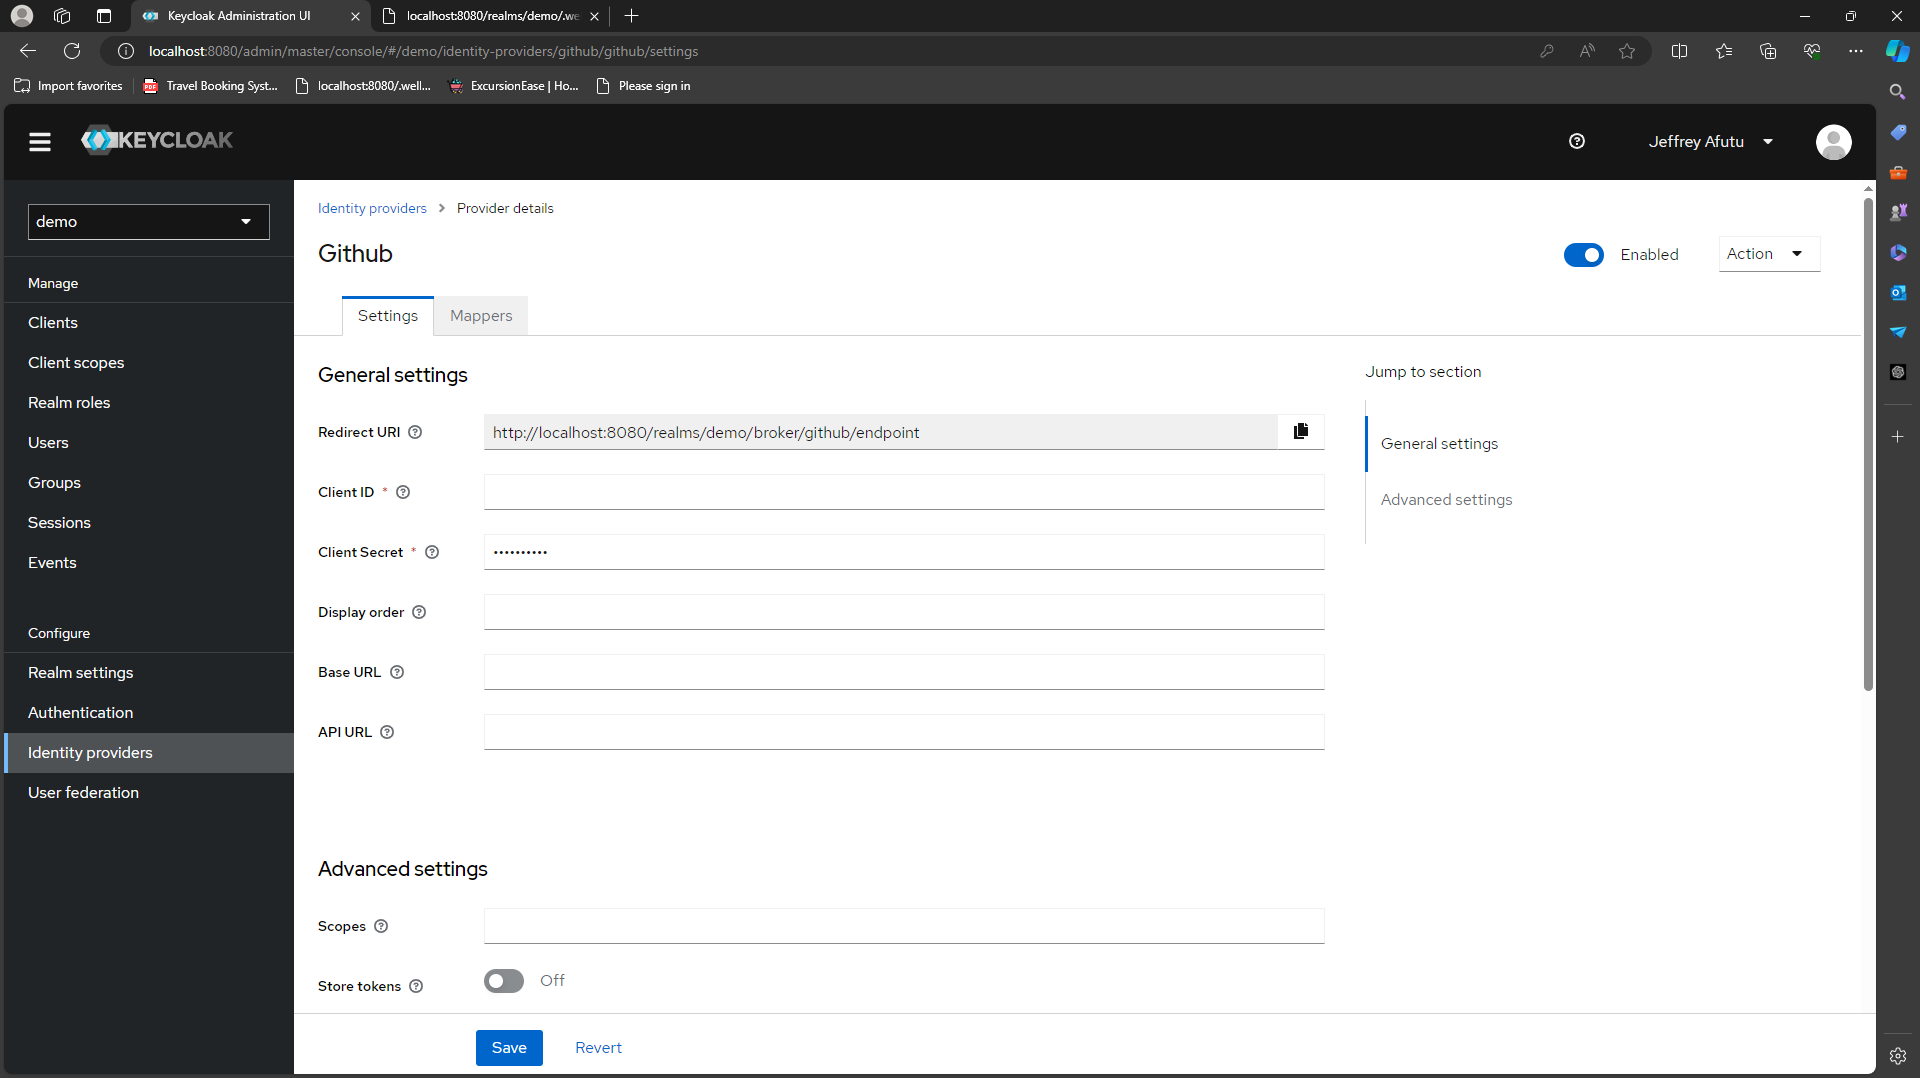 Keycloak Administration UI
localhost:8080/realms/demo/.we
localhost:8080/admin/master/console/#/demo/identity-providers/github/github/settings
Import favorites
Travel Booking Syst...
localhost:8080/.well...
ExcursionEase | Ho...
Please sign in
KEYCLOAK
Jeffrey Afutu
demo
Manage
Clients
Client scopes
Realm roles
Users
Groups
Sessions
Events
Configure
Realm settings
Authentication
Identity providers
User federation
Identity providers > Provider details
Github
Enabled
Action
Settings
Mappers
General settings
Redirect URI
http://localhost:8080/realms/demo/broker/github/endpoint
Client ID *
Client Secret *
••••••••••
Display order
Base URL
API URL
Advanced settings
Scopes
Store tokens
Off
Save
Revert
Jump to section
General settings
Advanced settings